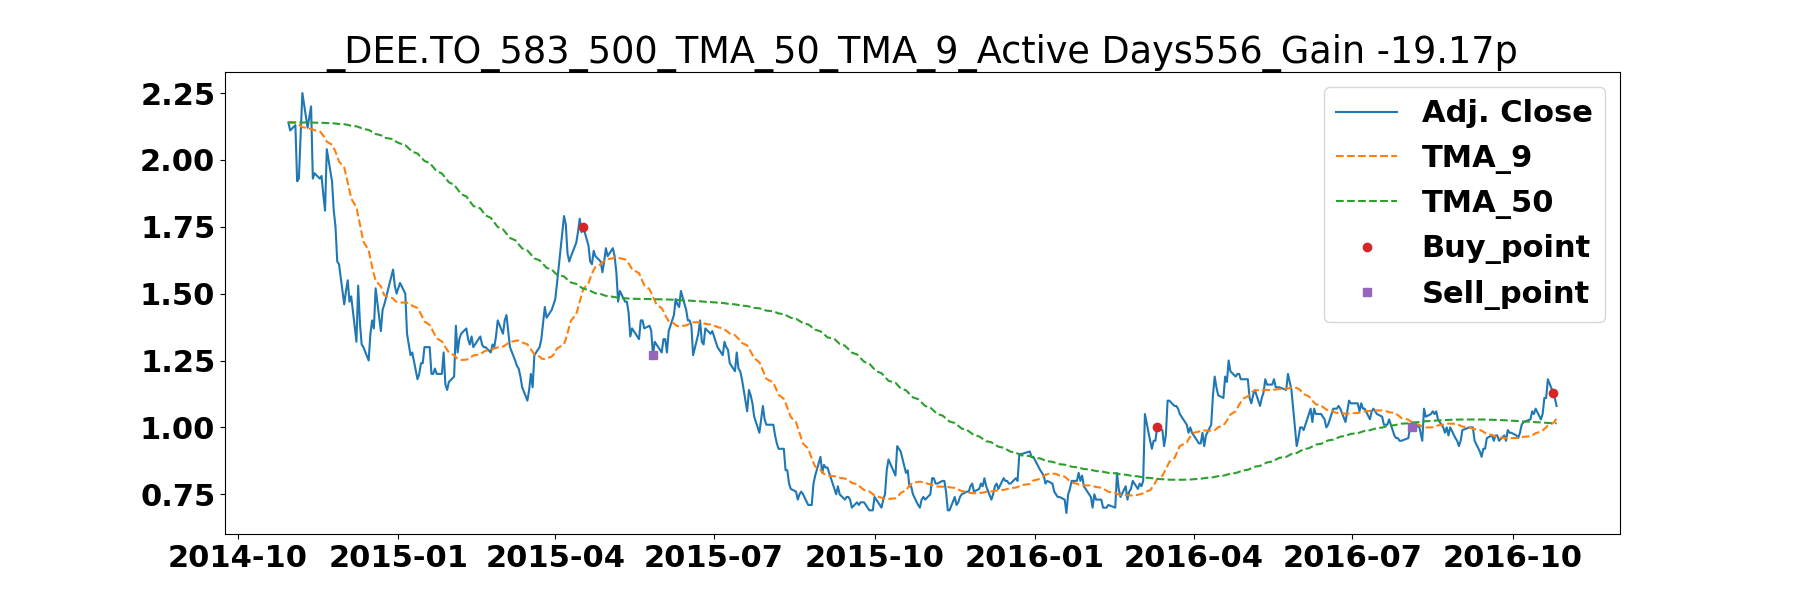 _DEE.TO_583_500_TMA_50_TMA_9_Active Days556_Gain -19.17p
2.25
2.00
1.75
1.50
1.25
1.00
0.75
Adj. Close
TMA_9
TMA_50
Buy_point
Sell_point
2014-10 2015-01 2015-04 2015-07 2015-10 2016-01 2016-04 2016-07 2016-10